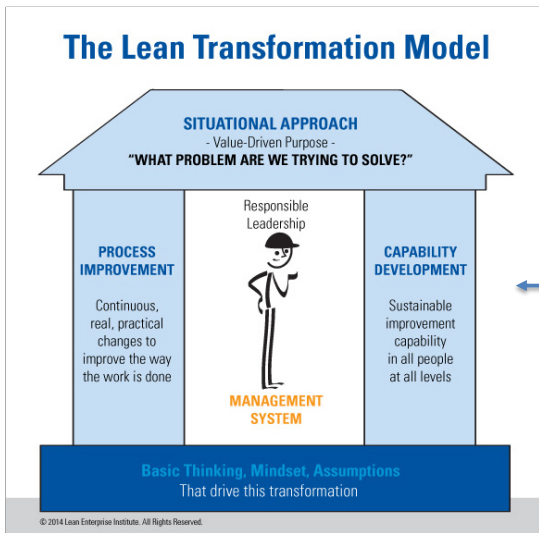 The Lean Transformation Model
SITUATIONAL APPROACH
- Value-Driven Purpose -
"WHAT PROBLEM ARE WE TRYING TO SOLVE?"
Responsible
Leadership
PROCESS
IMPROVEMENT
Continuous,
real, practical
changes to
improve the way
the work is done
MANAGEMENT
SYSTEM
CAPABILITY
DEVELOPMENT
Sustainable
improvement
capability
in all people
at all levels
Basic Thinking, Mindset, Assumptions
That drive this transformation
© 2014 Lean Enterprise Institute. All Rights Reserved.